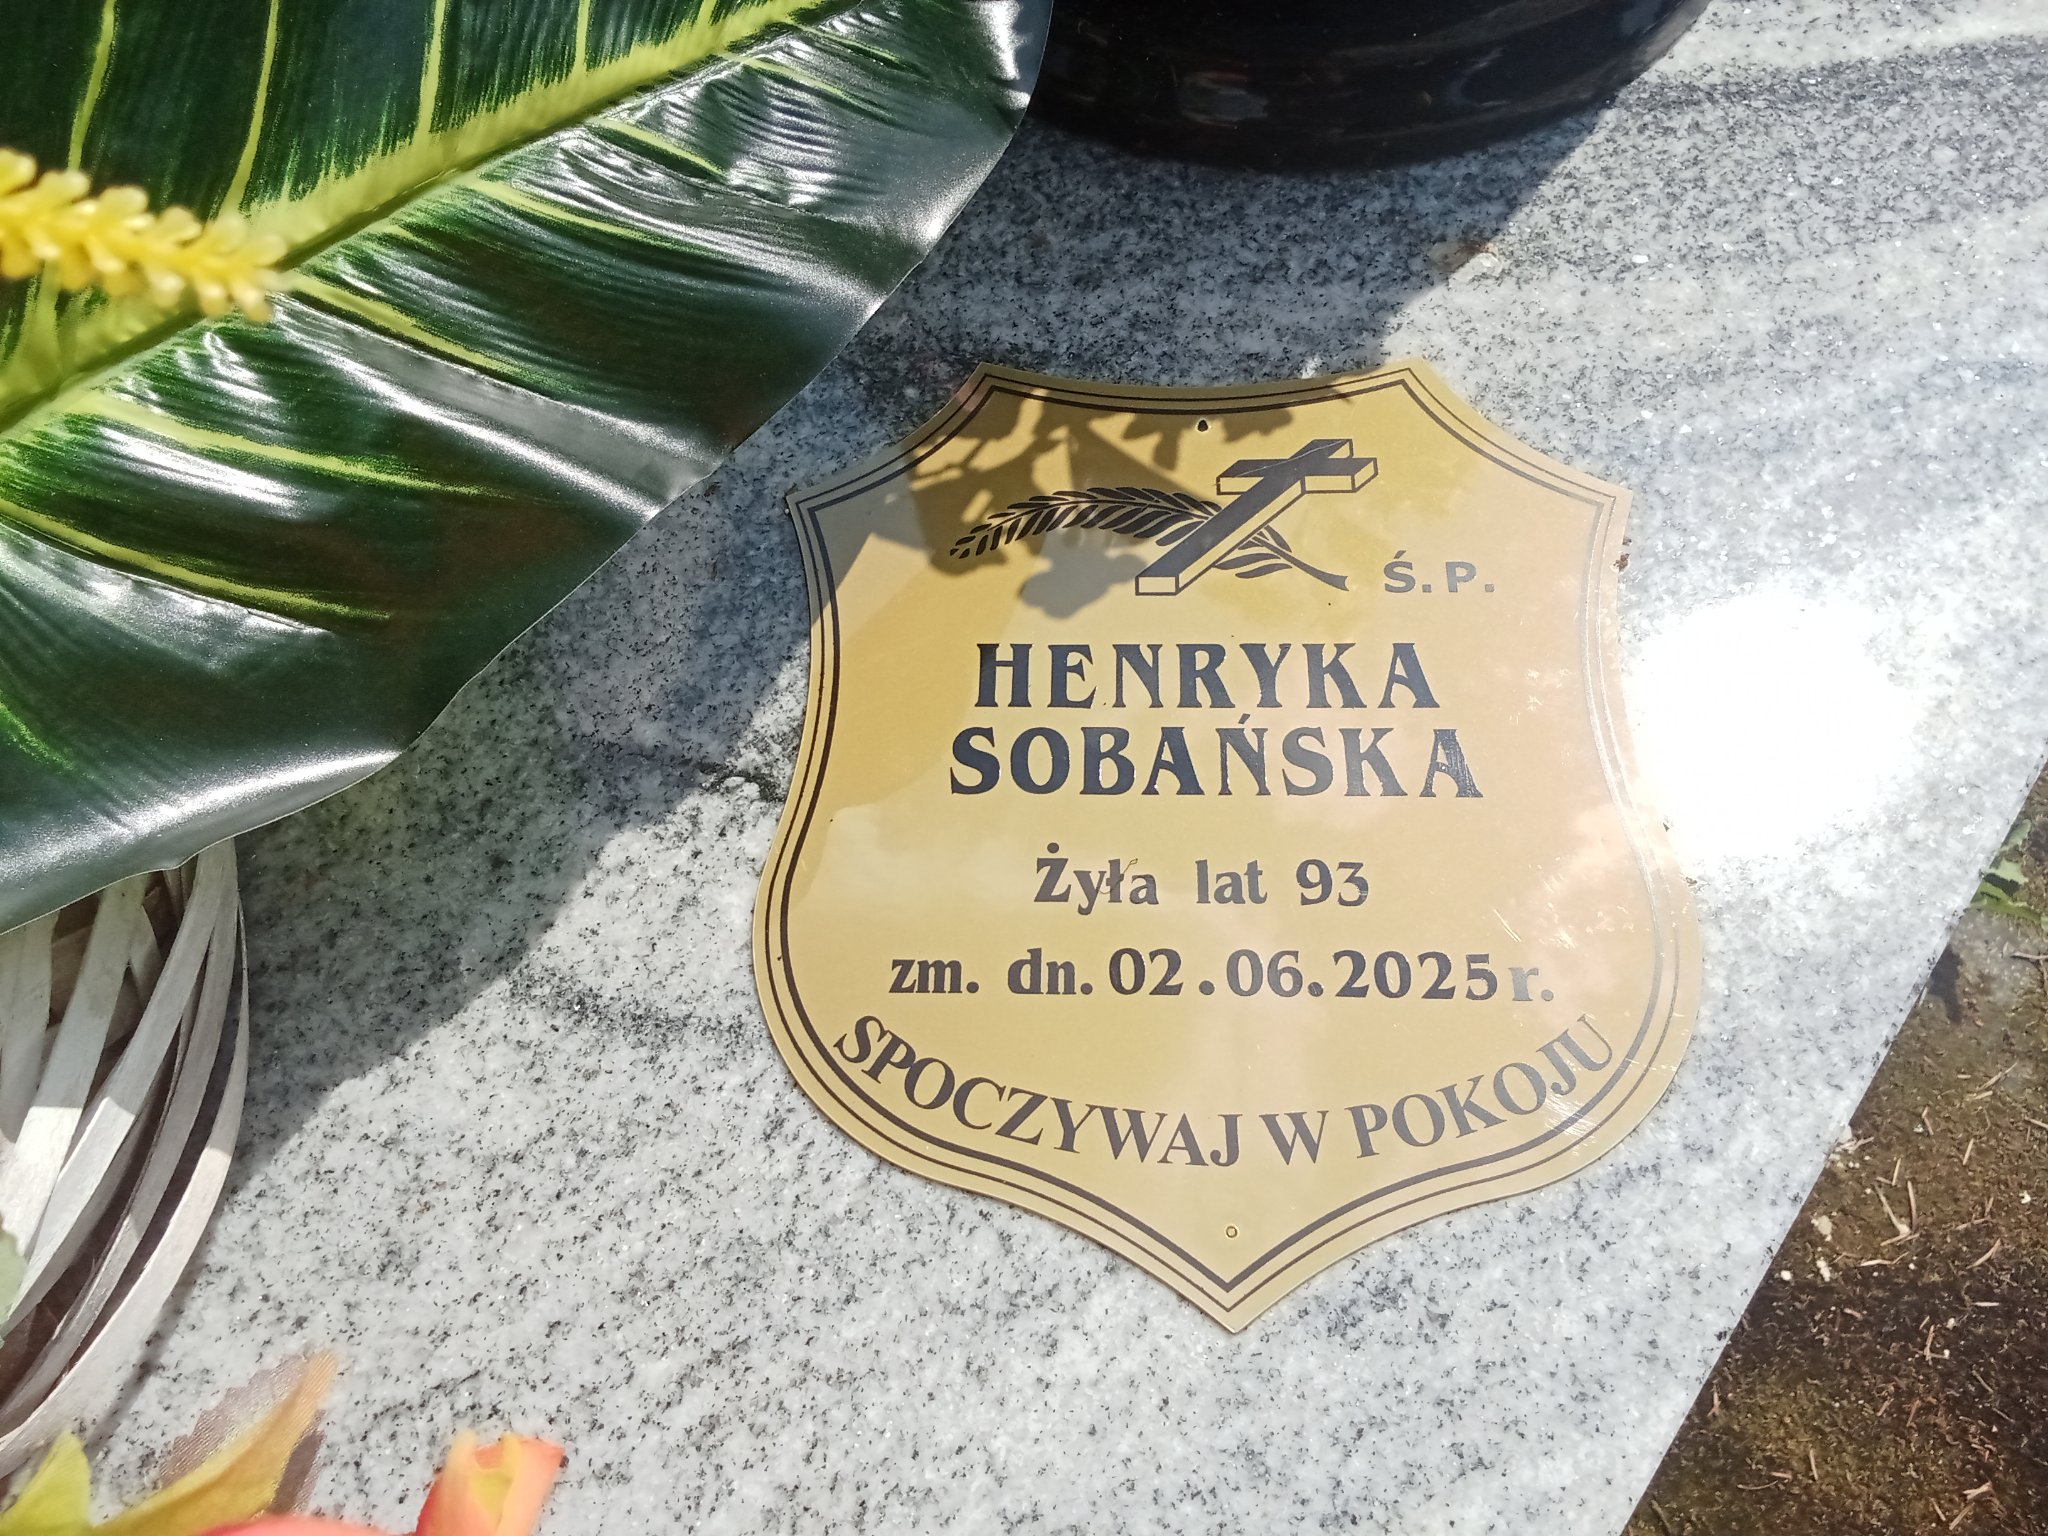 Ś.P.
HENRYKA
SOBAŃSKA
Żyła lat 93
zm. dn. 02.06.2025 r.
SPOCZYWAJ W POKOJU